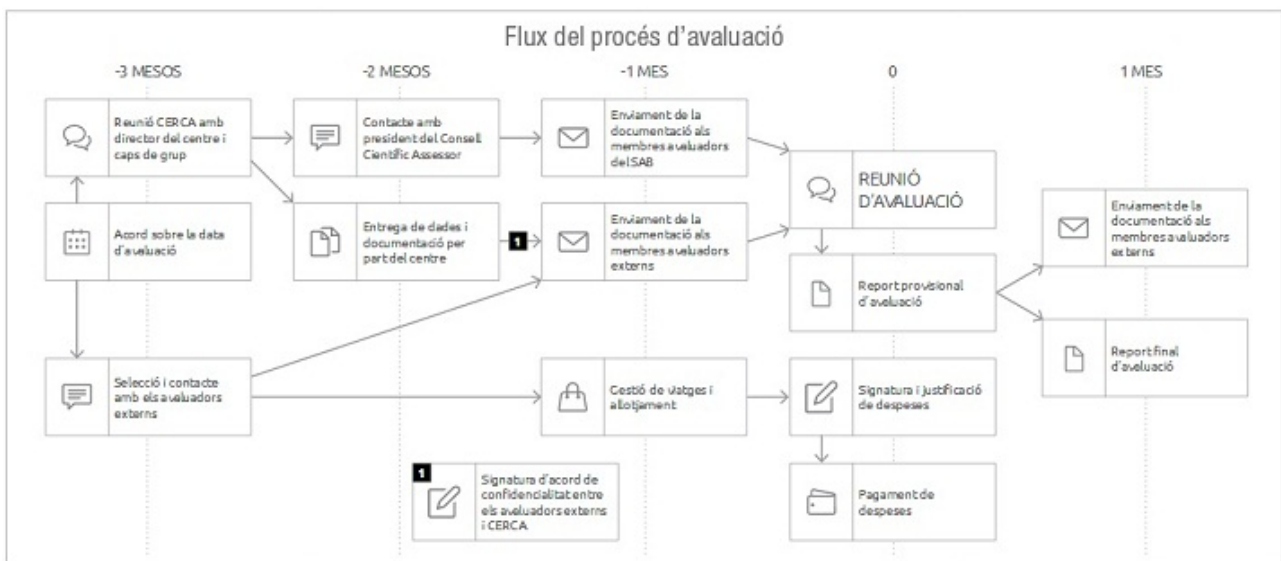 Flux del procés d'avaluació
-3 MESOS
-2 MESOS
-1 MES
0
1 MES
Reunió CERCA amb
director del centre i
caps de grup
Contacte amb
president del Consell
Científic Assessor
Enviament de la
documentació als
membres avaluadors
del SAB
REUNIÓ
D'AVALUACIÓ
Acord sobre la data
d'avaluació
Entrega de dades i
documentació per
part del centre
1
Enviament de la
documentació als
membres avaluadors
externs
Enviament de la
documentació als
membres avaluadors
externs
Report provisional
d'avaluació
Report final
d'avaluació
Selecció i contacte
amb els avaluadors
externs
Gestió de viatges i
allotjament
Signatura i justificació
de despeses
1
Signatura d'acord de
confidencialitat entre
els avaluadors externs
i CERCA
Pagament de
despeses